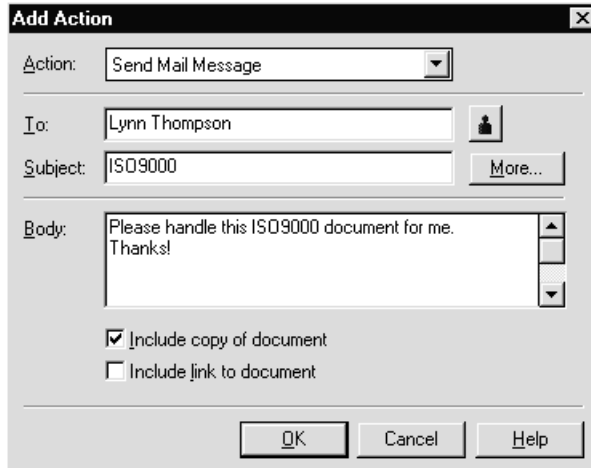 Add Action
Action: Send Mail Message
To: Lynn Thompson
Subject: ISO9000 More...
Body: Please handle this ISO9000 document for me.
Thanks!
Include copy of document
Include link to document
OK Cancel Help